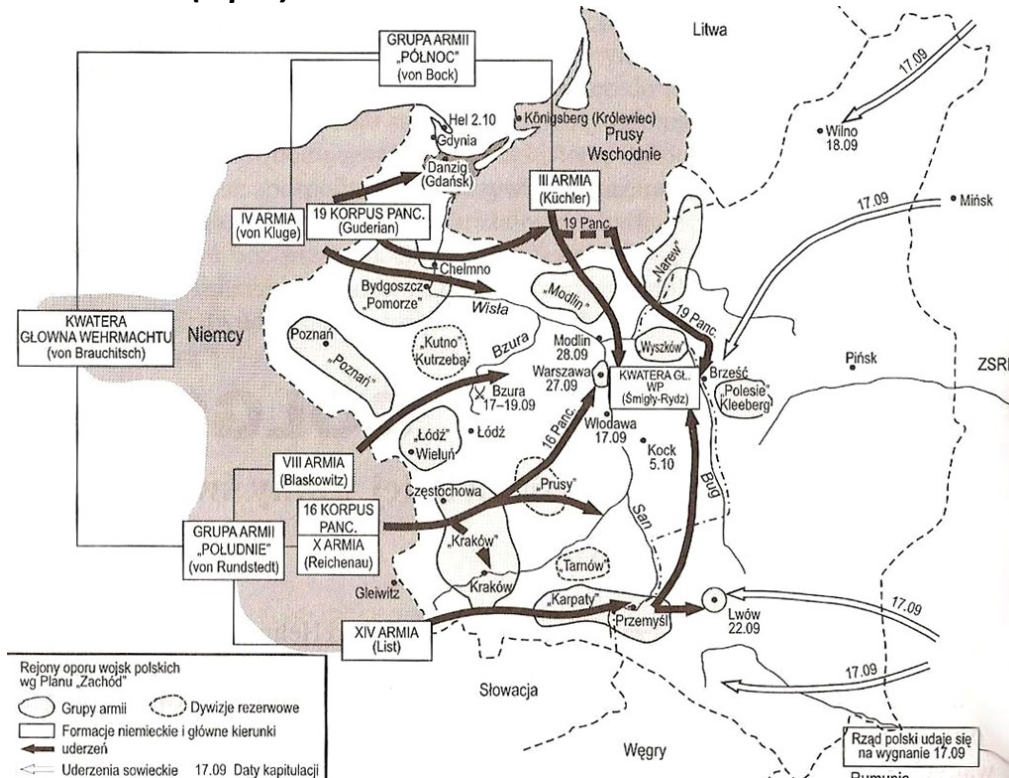 GRUPA ARMII
„PÓŁNOC”
(von Bock)
Litwa
17.09
Hel 2.10
Gdynia
Königsberg (Królewiec)
Prusy
Wschodnie
Wilno
18.09
Danzig
(Gdańsk)
III ARMIA
(Küchler)
17.09
Mińsk
IV ARMIA
(von Kluge)
19 KORPUS PANC.
(Guderian)
19 Panc.
„Narew”
Chełmno
Bydgoszcz
„Pomorze”
„Modlin”
19 Panc.
Wisła
KWATERA
GŁOWNA WEHRMACHTU
(von Brauchitsch)
Niemcy
Poznań
„Poznań”
„Kutno”
Kutrzeba
Bzura
Modlin
28.09
„Wyszków”
Warszawa
27.09
KWATERA GŁ.
WP
(Śmigły-Rydz)
Brześć
„Polesie”
Kleeberg
Pińsk
ZSRR
Bzura
17–19.09
Włodawa
17.09
„Łódź”
Wieluń
Łódź
16 Panc.
Kock
5.10
VIII ARMIA
(Blaskowitz)
Częstochowa
„Prusy”
Bug
16 KORPUS
PANC.
X ARMIA
(Reichenau)
GRUPA ARMII
„POŁUDNIE”
(von Rundstedt)
„Kraków”
San
„Tarnów”
Gleiwitz
Kraków
„Karpaty”
Przemyśl
Lwów
22.09
17.09
XIV ARMIA
(List)
17.09
Słowacja
Węgry
Rząd polski udaje się
na wygnanie 17.09
Rumunia
Rejony oporu wojsk polskich
wg Planu „Zachód”
Grupy armii
Dywizje rezerwowe
Formacje niemieckie i główne kierunki
uderzeń
Uderzenia sowieckie
17.09 Daty kapitulacji